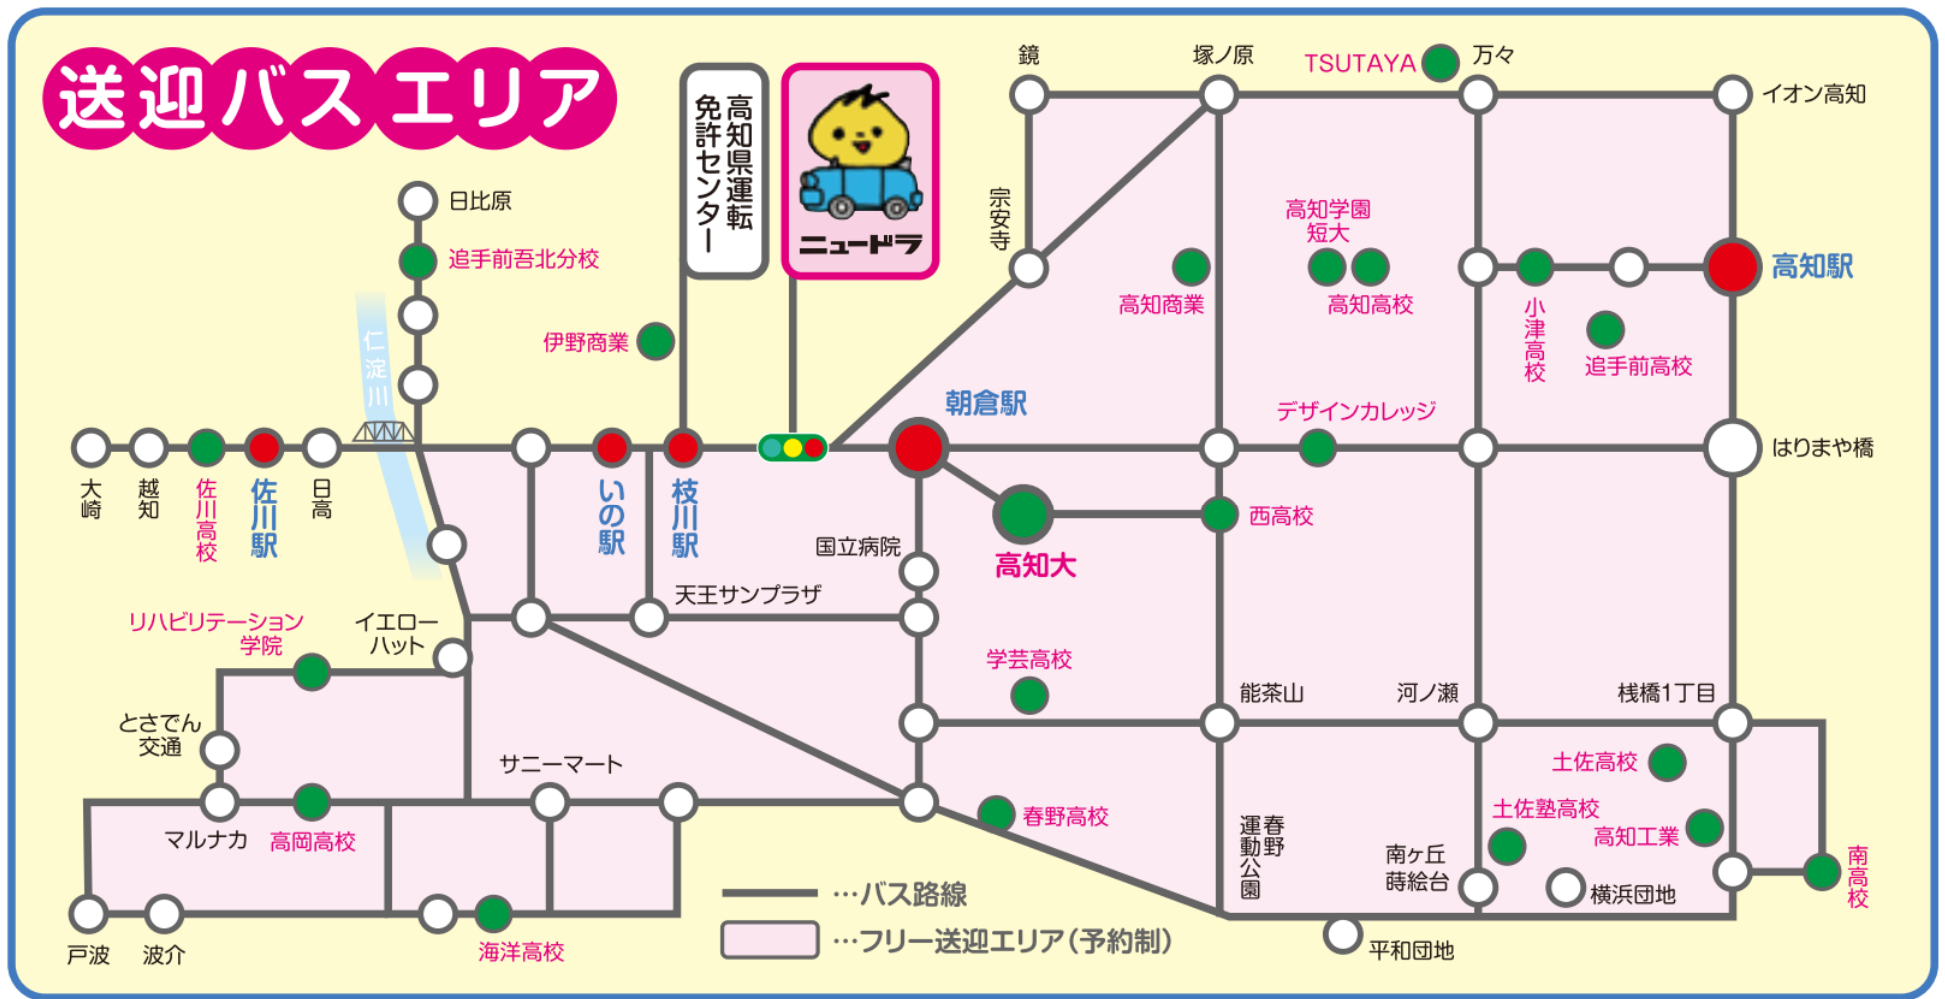 送迎バスエリア
高知県運転
免許センター
ニュードラ
鏡
塚ノ原
TSUTAYA
万々
イオン高知
日比原
追手前吾北分校
仁淀川
伊野商業
宗安寺
高知商業
高知学園
短大
高知高校
小津高校
追手前高校
高知駅
朝倉駅
デザインカレッジ
はりまや橋
大崎
越知
佐川高校
佐川駅
日高
いの駅
枝川駅
国立病院
高知大
西高校
天王サンプラザ
リハビリテーション
学院
イエロー
ハット
学芸高校
能茶山
河ノ瀬
桟橋1丁目
とさでん
交通
サニーマート
土佐高校
マルナカ
高岡高校
春野高校
春野
運動公園
土佐塾高校
高知工業
南ヶ丘
蒔絵台
横浜団地
南高校
戸波
波介
海洋高校
平和団地
…バス路線
…フリー送迎エリア(予約制)